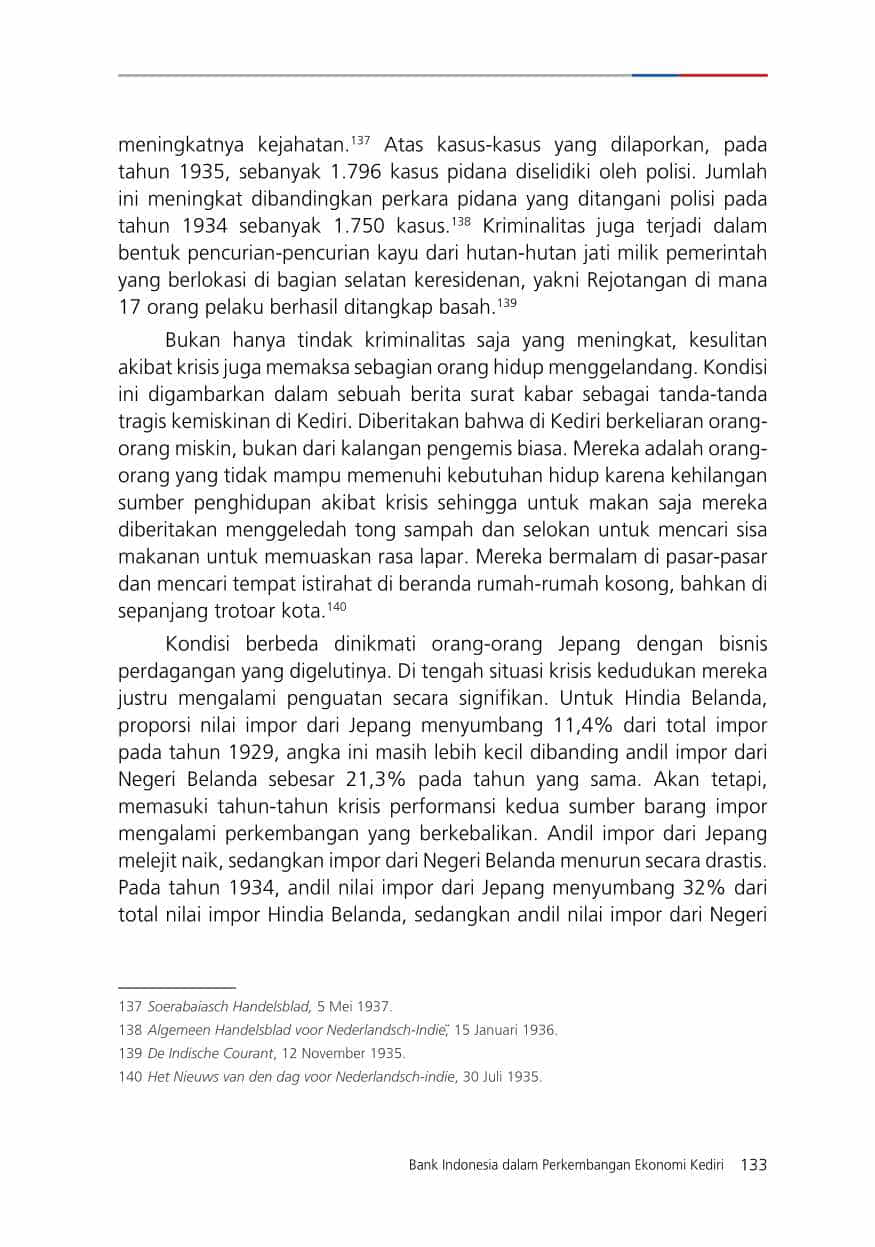 meningkatnya kejahatan.137 Atas kasus-kasus yang dilaporkan, pada
tahun 1935, sebanyak 1.796 kasus pidana diselidiki oleh polisi. Jumlah
ini meningkat dibandingkan perkara pidana yang ditangani polisi pada
tahun 1934 sebanyak 1.750 kasus.138 Kriminalitas juga terjadi dalam
bentuk pencurian-pencurian kayu dari hutan-hutan jati milik pemerintah
yang berlokasi di bagian selatan keresidenan, yakni Rejotangan di mana
17 orang pelaku berhasil ditangkap basah.139
Bukan hanya tindak kriminalitas saja yang meningkat, kesulitan
akibat krisis juga memaksa sebagian orang hidup menggelandang. Kondisi
ini digambarkan dalam sebuah berita surat kabar sebagai tanda-tanda
tragis kemiskinan di Kediri. Diberitakan bahwa di Kediri berkeliaran orang-
orang miskin, bukan dari kalangan pengemis biasa. Mereka adalah orang-
orang yang tidak mampu memenuhi kebutuhan hidup karena kehilangan
sumber penghidupan akibat krisis sehingga untuk makan saja mereka
diberitakan menggeledah tong sampah dan selokan untuk mencari sisa
makanan untuk memuaskan rasa lapar. Mereka bermalam di pasar-pasar
dan mencari tempat istirahat di beranda rumah-rumah kosong, bahkan di
sepanjang trotoar kota.140
Kondisi berbeda dinikmati orang-orang Jepang dengan bisnis
perdagangan yang digelutinya. Di tengah situasi krisis kedudukan mereka
justru mengalami penguatan secara signifikan. Untuk Hindia Belanda,
proporsi nilai impor dari Jepang menyumbang 11,4% dari total impor
pada tahun 1929, angka ini masih lebih kecil dibanding andil impor dari
Negeri Belanda sebesar 21,3% pada tahun yang sama. Akan tetapi,
memasuki tahun-tahun krisis performansi kedua sumber barang impor
mengalami perkembangan yang berkebalikan. Andil impor dari Jepang
melejit naik, sedangkan impor dari Negeri Belanda menurun secara drastis.
Pada tahun 1934, andil nilai impor dari Jepang menyumbang 32% dari
total nilai impor Hindia Belanda, sedangkan andil nilai impor dari Negeri
137 Soerabaiasch Handelsblad, 5 Mei 1937.
138 Algemeen Handelsblad voor Nederlandsch-Indië, 15 Januari 1936.
139 De Indische Courant, 12 November 1935.
140 Het Nieuws van den dag voor Nederlandsch-indie, 30 Juli 1935.
Bank Indonesia dalam Perkembangan Ekonomi Kediri 133